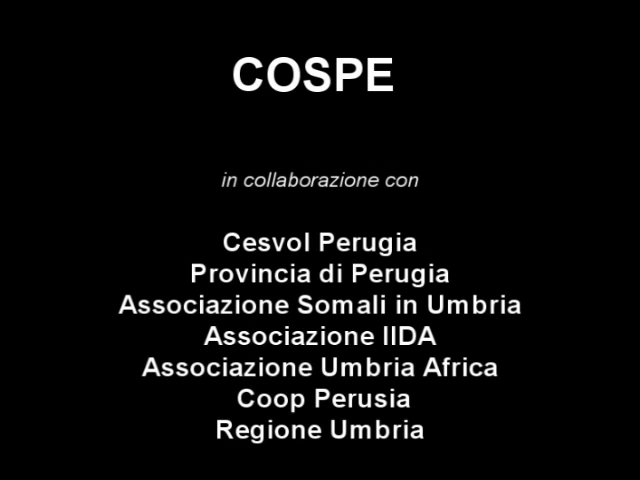 COSPE
in collaborazione con
Cesvol Perugia
Provincia di Perugia
Associazione Somali in Umbria
Associazione IIDA
Associazione Umbria Africa
Coop Perusia
Regione Umbria